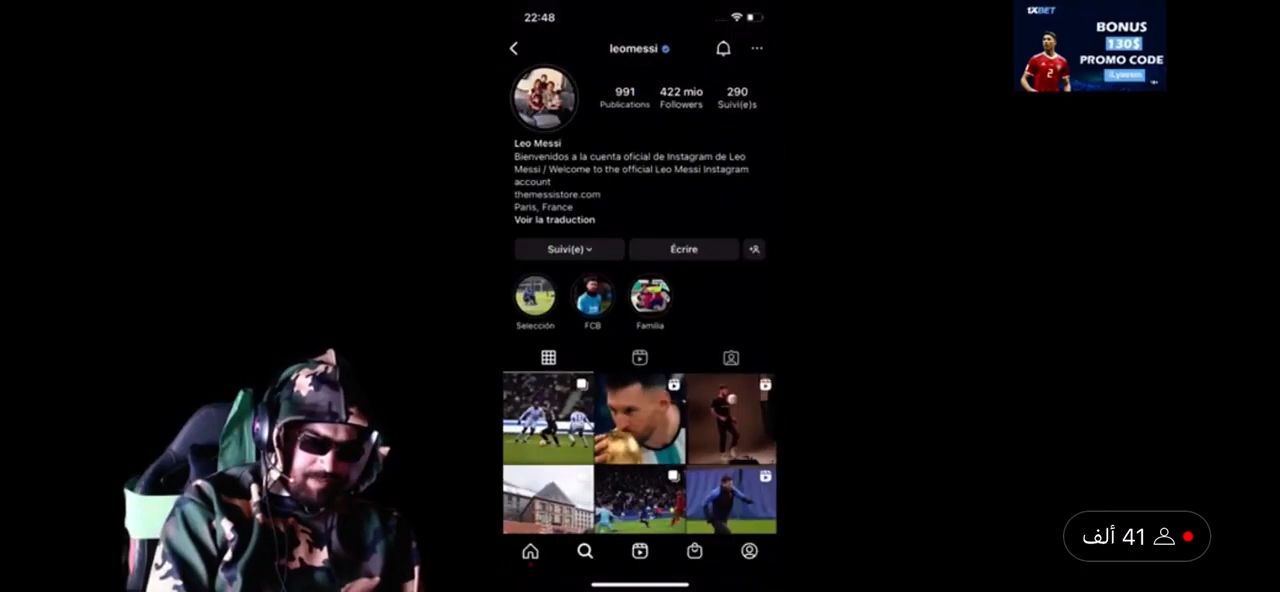 22:48
leomessi
991
Publications
422 mio
Followers
290
Suivi(e)s
Leo Messi
Bienvenidos a la cuenta oficial de Instagram de Leo
Messi / Welcome to the official Leo Messi Instagram
account
themessistore.com
Paris, France
Voir la traduction
Suivi(e)
Écrire
Selección
FCB
Familia
1XBET
BONUS
130$
PROMO CODE
iLyasem
2
41 ألف